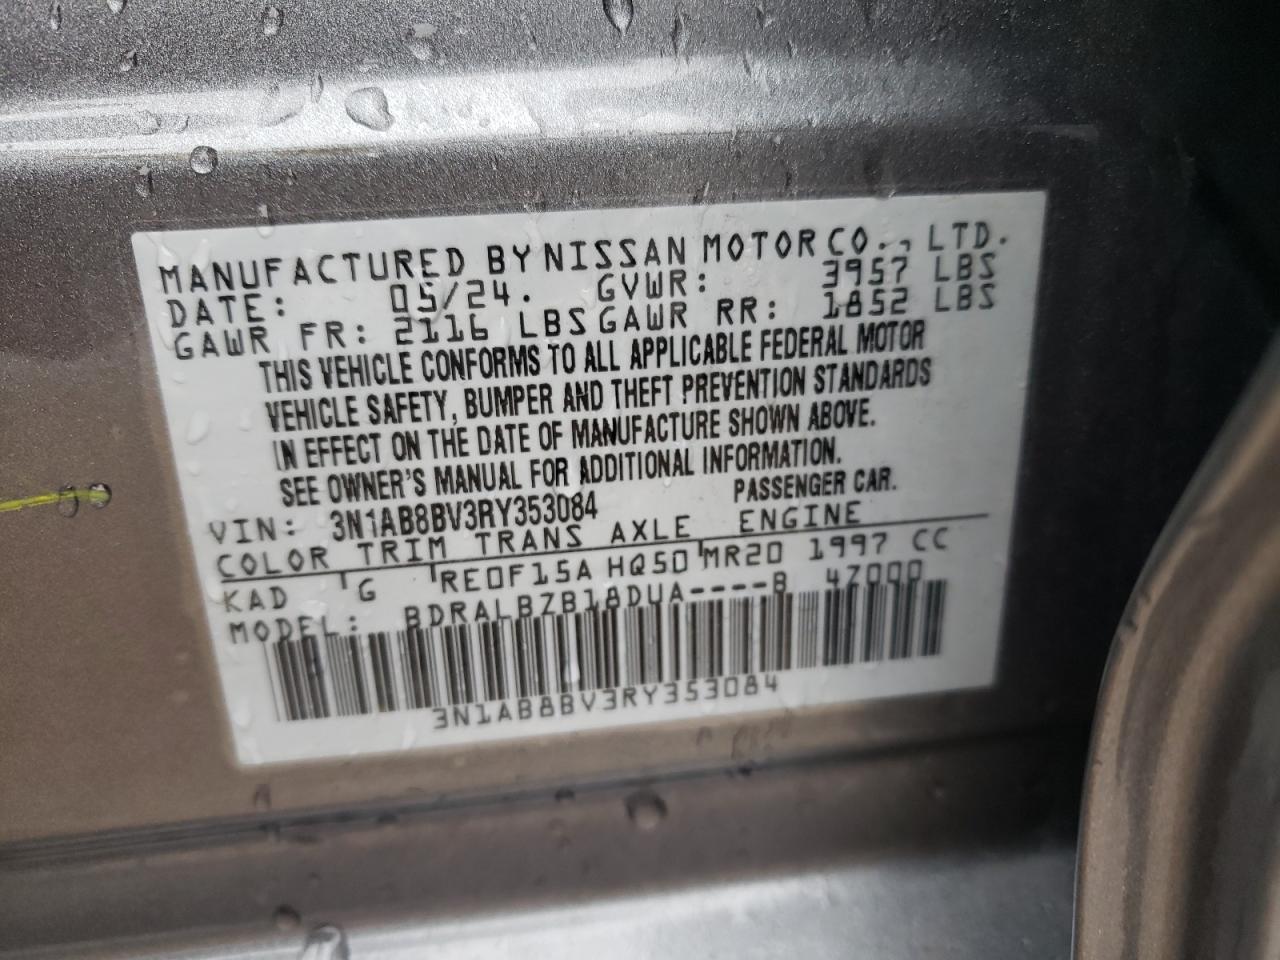 MANUFACTURED BY NISSAN MOTOR CO., LTD.
DATE: 05/24. GVWR: 3957 LBS
GAWR FR: 2116 LBS GAWR RR: 1852 LBS
THIS VEHICLE CONFORMS TO ALL APPLICABLE FEDERAL MOTOR
VEHICLE SAFETY, BUMPER AND THEFT PREVENTION STANDARDS
IN EFFECT ON THE DATE OF MANUFACTURE SHOWN ABOVE.
SEE OWNER'S MANUAL FOR ADDITIONAL INFORMATION.
VIN: 3N1AB8BV3RY353084 PASSENGER CAR.
COLOR TRIM TRANS AXLE ENGINE
KAD G RE0F15A HQ50 MR20 1997 CC
MODEL: BDRALBZB18DUA----B 4Z000
3N1AB8BV3RY353084